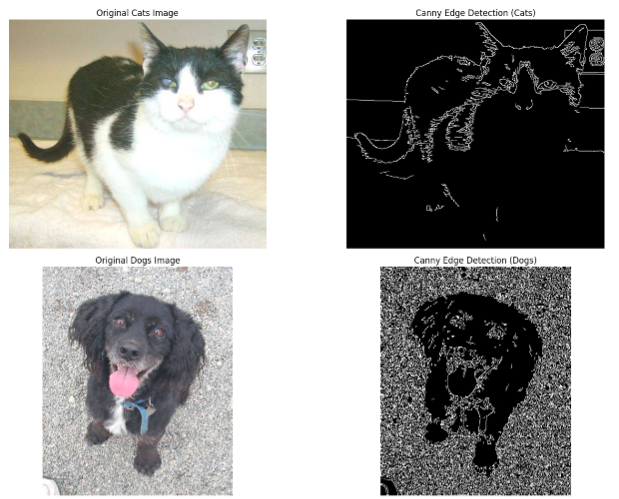 Original Cats Image
Canny Edge Detection (Cats)
Original Dogs Image
Canny Edge Detection (Dogs)